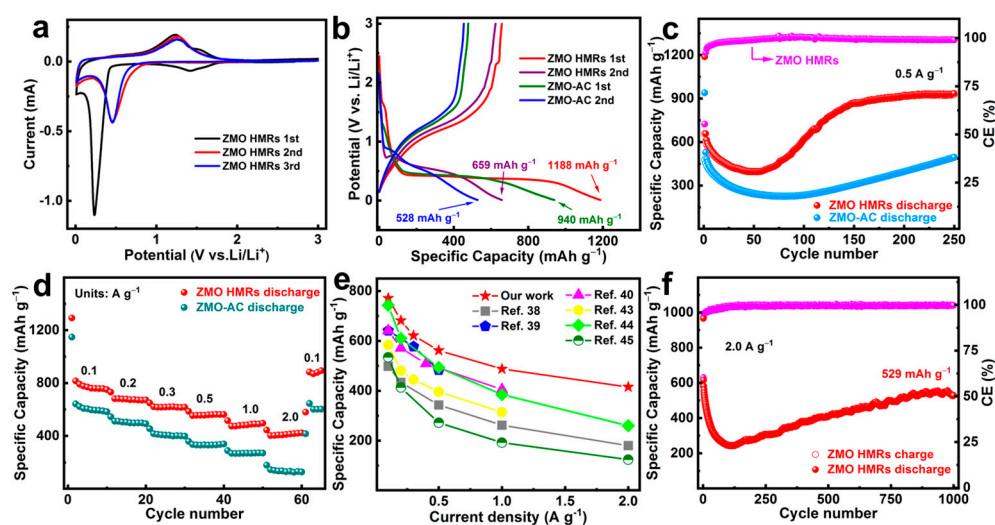 a
Current (mA)
0.0
-0.5
-1.0
ZMO HMRs 1st
ZMO HMRs 2nd
ZMO HMRs 3rd
0 1 2 3
Potential (V vs.Li/Li⁺)
b
Potential (V vs. Li/Li⁺)
3
2
1
0
ZMO HMRs 1st
ZMO HMRs 2nd
ZMO-AC 1st
ZMO-AC 2nd
659 mAh g⁻¹
1188 mAh g⁻¹
528 mAh g⁻¹
940 mAh g⁻¹
0 400 800 1200
Specific Capacity (mAh g⁻¹)
c
Specific Capacity (mAh g⁻¹)
1200
900
600
300
ZMO HMRs
0.5 A g⁻¹
ZMO HMRs discharge
ZMO-AC discharge
100
75
50
25
CE (%)
0 50 100 150 200 250
Cycle number
d
Specific Capacity (mAh g⁻¹)
1200
800
400
Units: A g⁻¹
ZMO HMRs discharge
ZMO-AC discharge
0.1
0.2
0.3
0.5
1.0
2.0
0.1
0 20 40 60
Cycle number
e
Specific Capacity (mAh g⁻¹)
800
600
400
200
Our work
Ref. 38
Ref. 39
Ref. 40
Ref. 43
Ref. 44
Ref. 45
0.5 1.0 1.5 2.0
Current density (A g⁻¹)
f
Specific Capacity (mAh g⁻¹)
1000
800
600
400
200
0
2.0 A g⁻¹
529 mAh g⁻¹
ZMO HMRs charge
ZMO HMRs discharge
100
75
50
25
0
CE (%)
0 250 500 750 1000
Cycle number